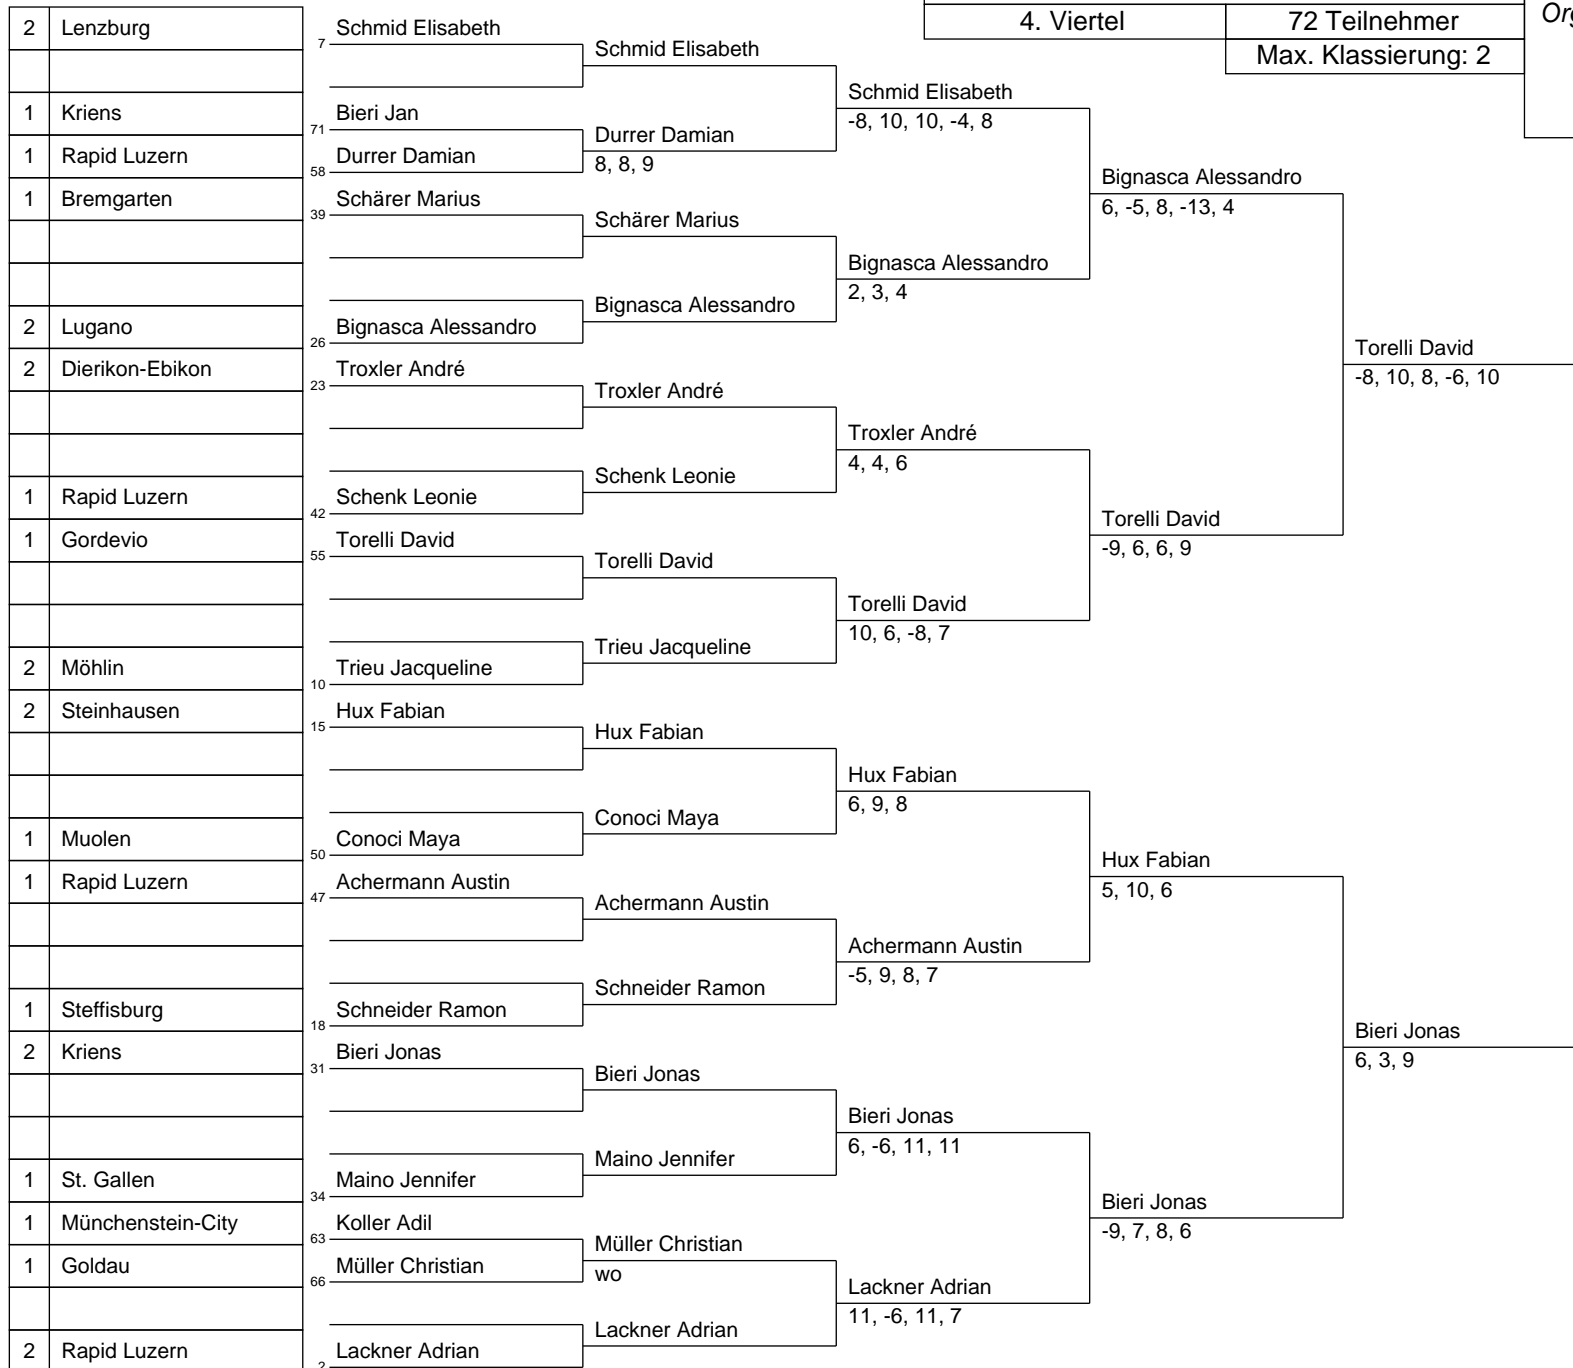 4. Viertel 72 Teilnehmer
Max. Klassierung: 2
2 Lenzburg 7 Schmid Elisabeth
Schmid Elisabeth
Schmid Elisabeth
-8, 10, 10, -4, 8
1 Kriens 71 Bieri Jan
Durrer Damian
8, 8, 9
1 Rapid Luzern 58 Durrer Damian
Bignasca Alessandro
6, -5, 8, -13, 4
1 Bremgarten 39 Schärer Marius
Schärer Marius
Bignasca Alessandro
2, 3, 4
Bignasca Alessandro
2 Lugano 26 Bignasca Alessandro
Torelli David
-8, 10, 8, -6, 10
2 Dierikon-Ebikon 23 Troxler André
Troxler André
Troxler André
4, 4, 6
Schenk Leonie
1 Rapid Luzern 42 Schenk Leonie
Torelli David
-9, 6, 6, 9
1 Gordevio 55 Torelli David
Torelli David
Torelli David
10, 6, -8, 7
Trieu Jacqueline
2 Möhlin 10 Trieu Jacqueline
2 Steinhausen 15 Hux Fabian
Hux Fabian
Hux Fabian
6, 9, 8
Conoci Maya
1 Muolen 50 Conoci Maya
Hux Fabian
5, 10, 6
1 Rapid Luzern 47 Achermann Austin
Achermann Austin
Achermann Austin
-5, 9, 8, 7
Schneider Ramon
1 Steffisburg 18 Schneider Ramon
Bieri Jonas
6, 3, 9
2 Kriens 31 Bieri Jonas
Bieri Jonas
Bieri Jonas
6, -6, 11, 11
Maino Jennifer
1 St. Gallen 34 Maino Jennifer
Bieri Jonas
-9, 7, 8, 6
1 Münchenstein-City 63 Koller Adil
Müller Christian
wo
1 Goldau 66 Müller Christian
Lackner Adrian
11, -6, 11, 7
Lackner Adrian
2 Rapid Luzern 2 Lackner Adrian